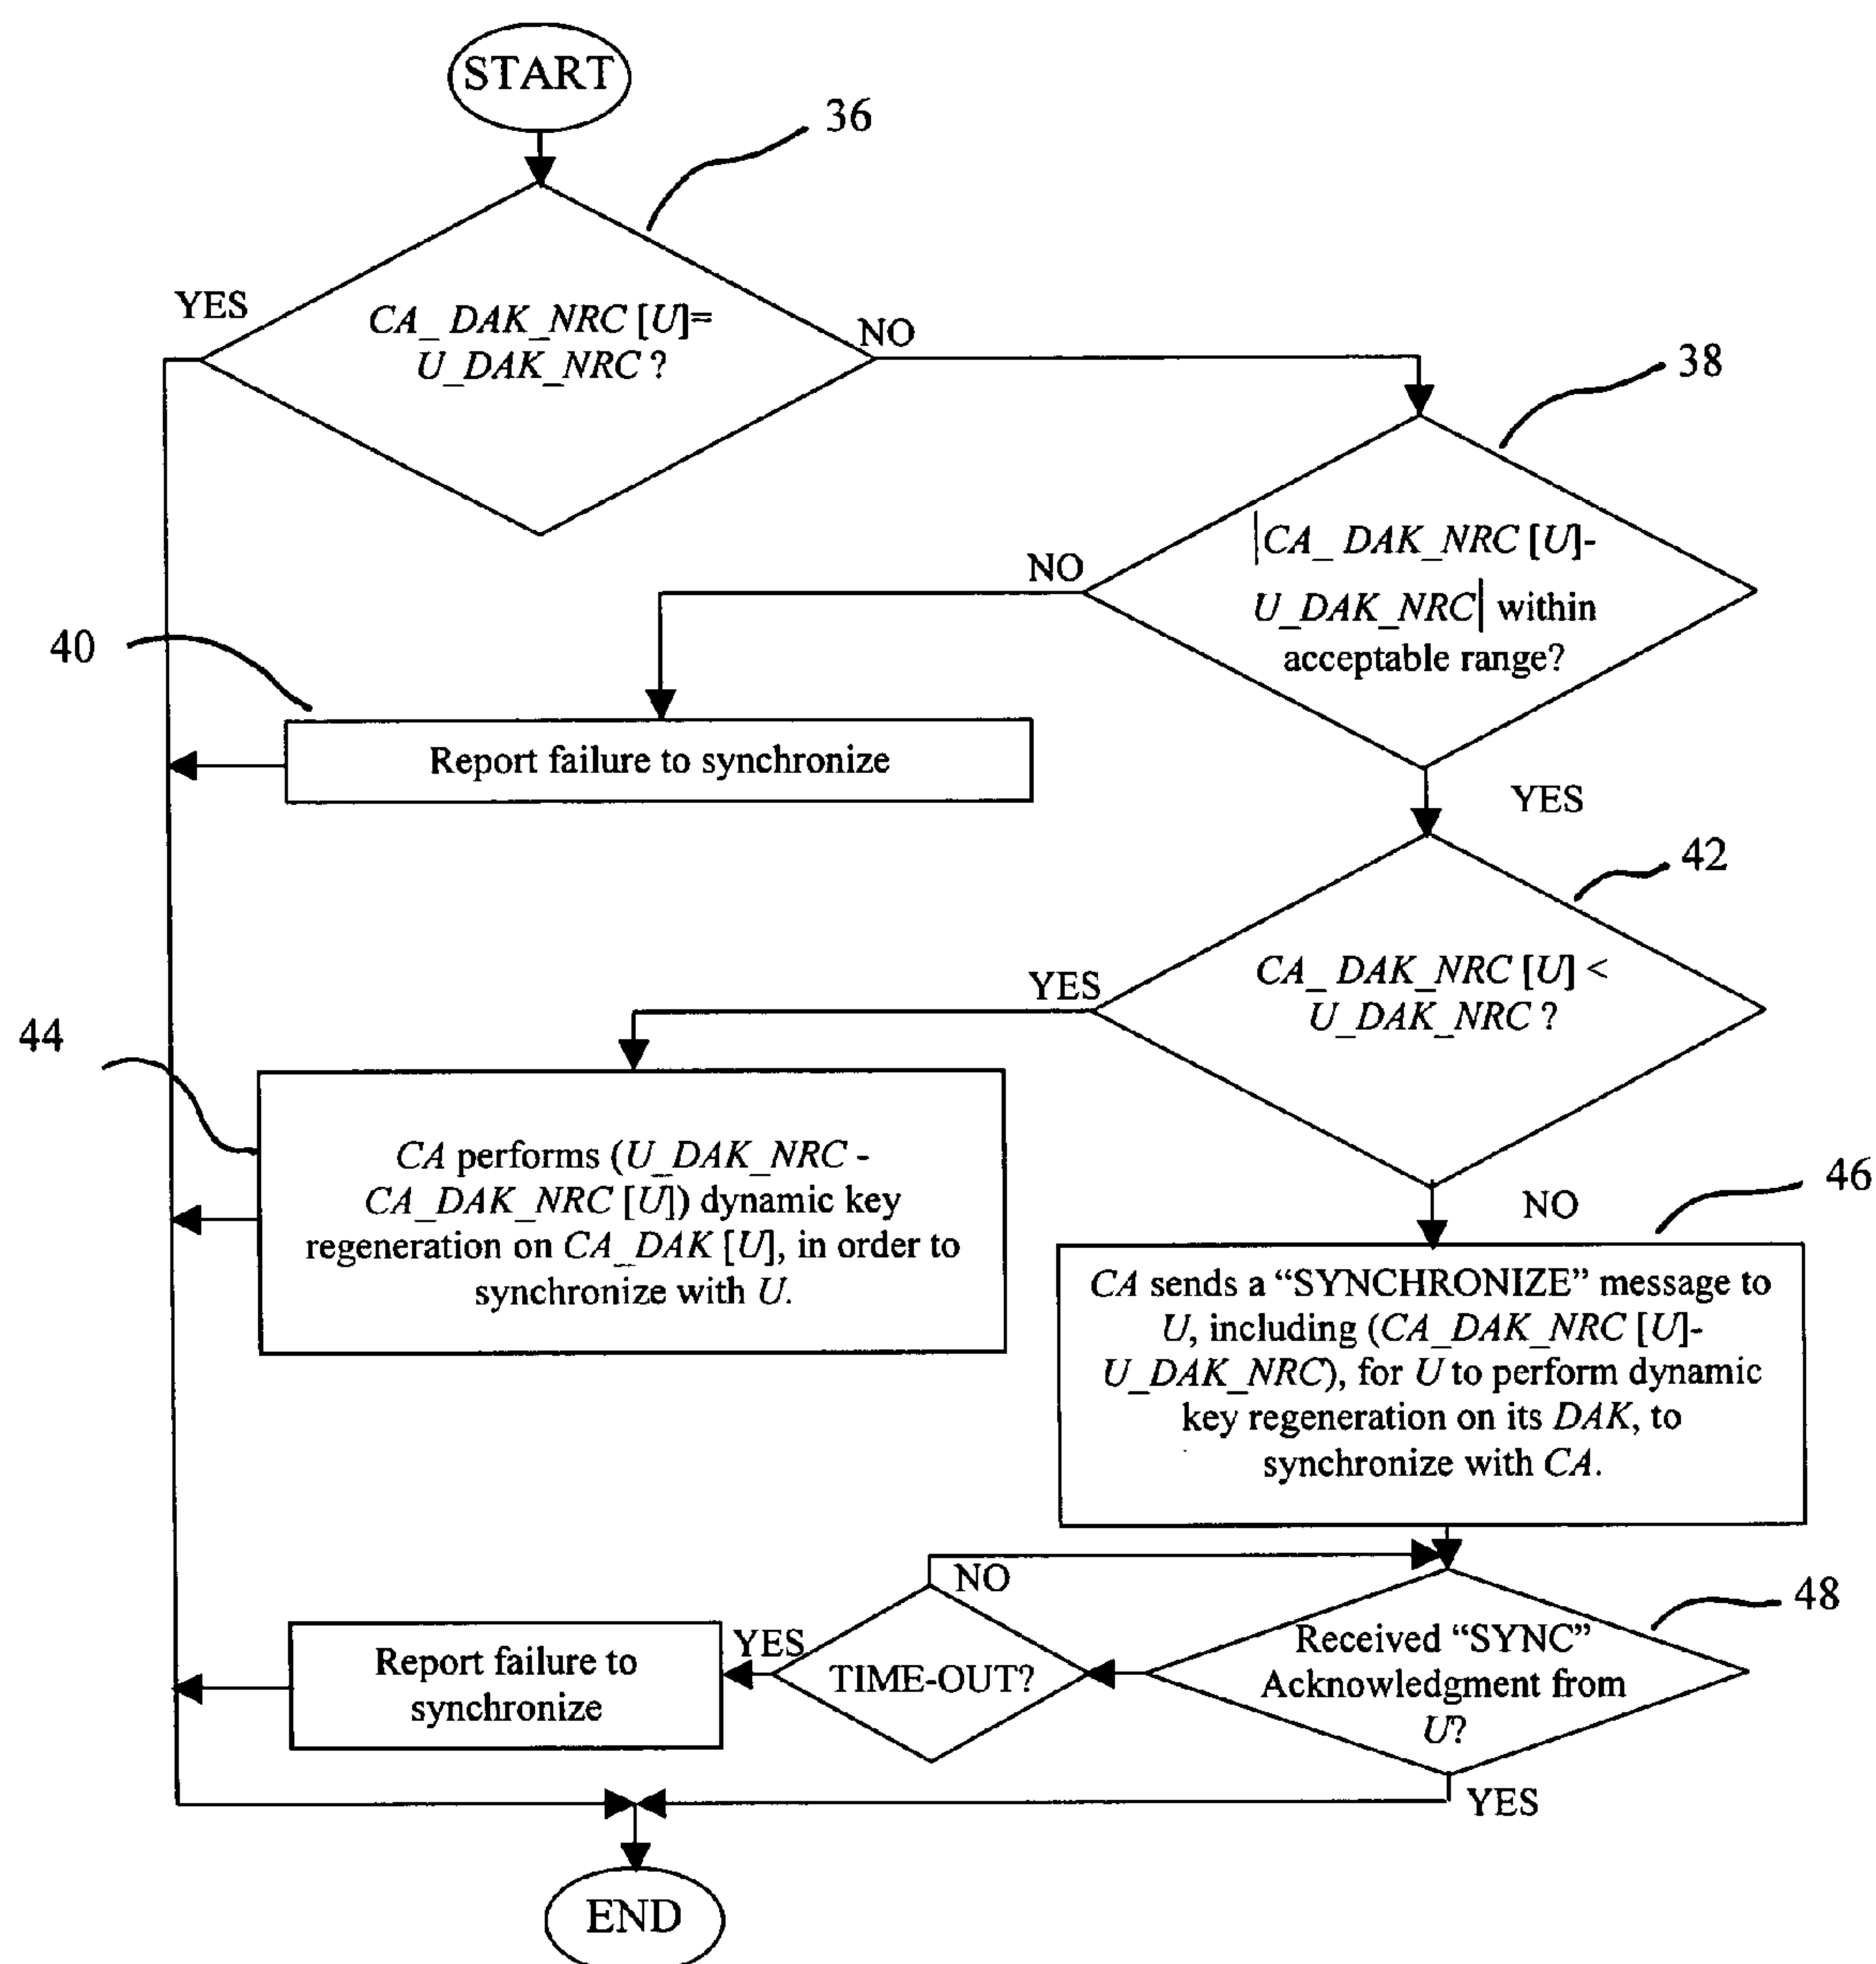 START
36
YES
CA_ DAK_NRC [U]=
U_DAK_NRC ?
NO
38
|CA_ DAK_NRC [U]-
U_DAK_NRC| within
acceptable range?
NO
40
Report failure to synchronize
YES
42
CA_ DAK_NRC [U] <
U_DAK_NRC ?
YES
44
CA performs (U_DAK_NRC -
CA_DAK_NRC [U]) dynamic key
regeneration on CA_DAK [U], in order to
synchronize with U.
NO
46
CA sends a “SYNCHRONIZE” message to
U, including (CA_DAK_NRC [U]-
U_DAK_NRC), for U to perform dynamic
key regeneration on its DAK, to
synchronize with CA.
48
Received “SYNC”
Acknowledgment from
U?
NO
TIME-OUT?
YES
Report failure to
synchronize
YES
END